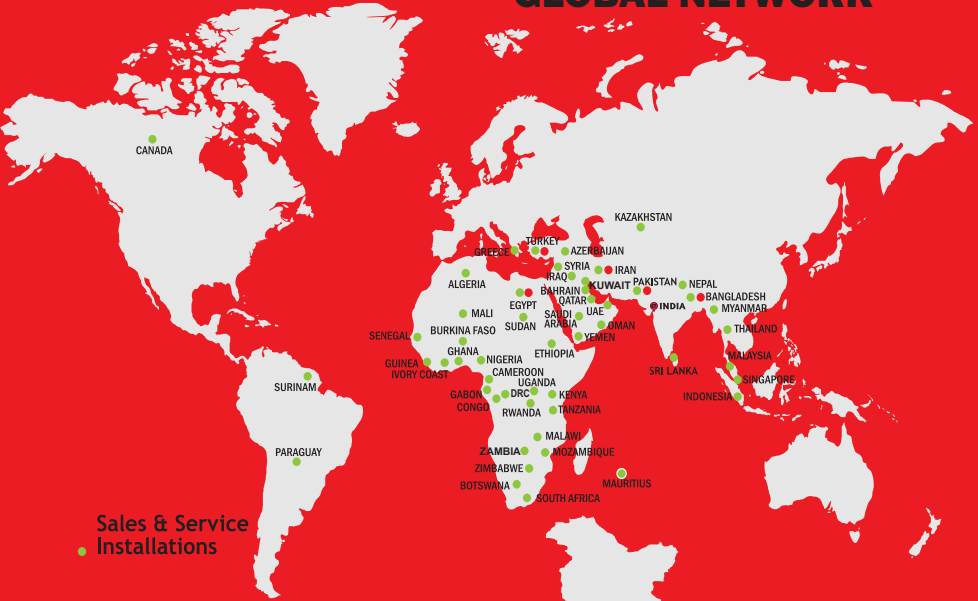 GLOBAL NETWORK
CANADA
KAZAKHSTAN
TURKEY
GREECE
AZERBAIJAN
SYRIA
IRAN
IRAQ
ALGERIA
KUWAIT
PAKISTAN
NEPAL
BAHRAIN
QATAR
BANGLADESH
EGYPT
INDIA
MYANMAR
MALI
SAUDI
ARABIA
UAE
SUDAN
OMAN
BURKINA FASO
THAILAND
SENEGAL
YEMEN
GHANA
ETHIOPIA
MALAYSIA
GUINEA
NIGERIA
IVORY COAST
CAMEROON
SRI LANKA
SINGAPORE
SURINAM
UGANDA
GABON
DRC
KENYA
INDONESIA
CONGO
RWANDA
TANZANIA
MALAWI
PARAGUAY
ZAMBIA
MOZAMBIQUE
ZIMBABWE
MAURITIUS
BOTSWANA
SOUTH AFRICA
Sales & Service
Installations